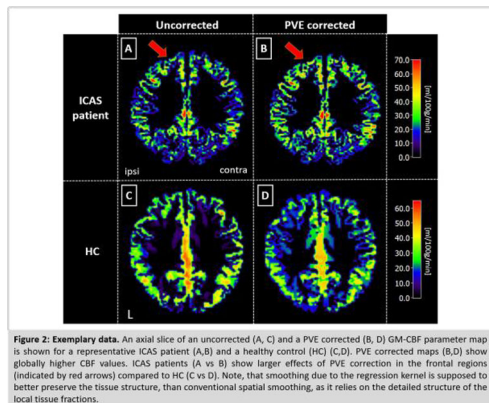 Uncorrected
PVE corrected
ICAS
patient
A
B
ipsi
contra
70.0
60.0
50.0
40.0
30.0
20.0
10.0
0.0
[ml/100g/min]
HC
C
D
L
60.0
50.0
40.0
30.0
20.0
10.0
0.0
[ml/100g/min]
Figure 2: Exemplary data. An axial slice of an uncorrected (A, C) and a PVE corrected (B, D) GM-CBF parameter map
is shown for a representative ICAS patient (A,B) and a healthy control (HC) (C,D). PVE corrected maps (B,D) show
globally higher CBF values. ICAS patients (A vs B) show larger effects of PVE correction in the frontal regions
(indicated by red arrows) compared to HC (C vs D). Note, that smoothing due to the regression kernel is supposed to
better preserve the tissue structure, than conventional spatial smoothing, as it relies on the detailed structure of the
local tissue fractions.